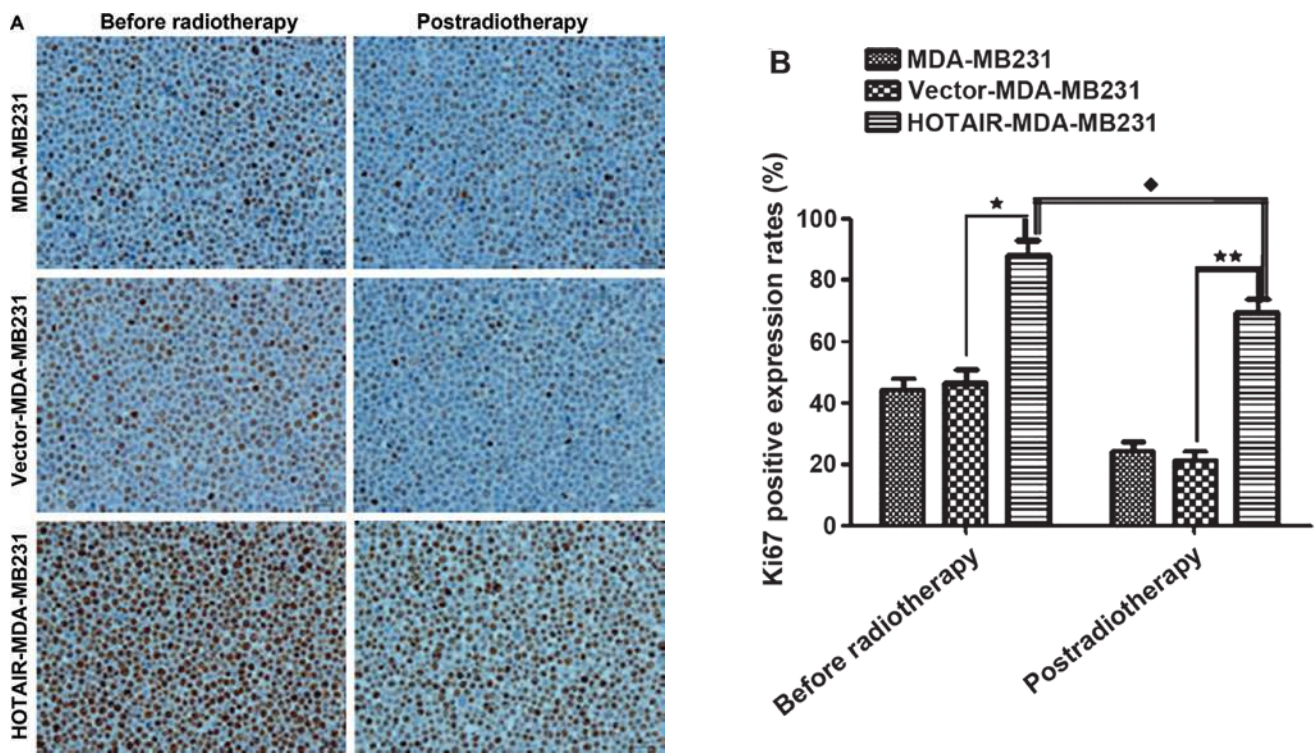 A
Before radiotherapy
Postradiotherapy
MDA-MB231
Vector-MDA-MB231
HOTAIR-MDA-MB231
B
MDA-MB231
Vector-MDA-MB231
HOTAIR-MDA-MB231
Ki67 positive expression rates (%)
100
80
60
40
20
0
★
◆
★★
Before radiotherapy
Postradiotherapy